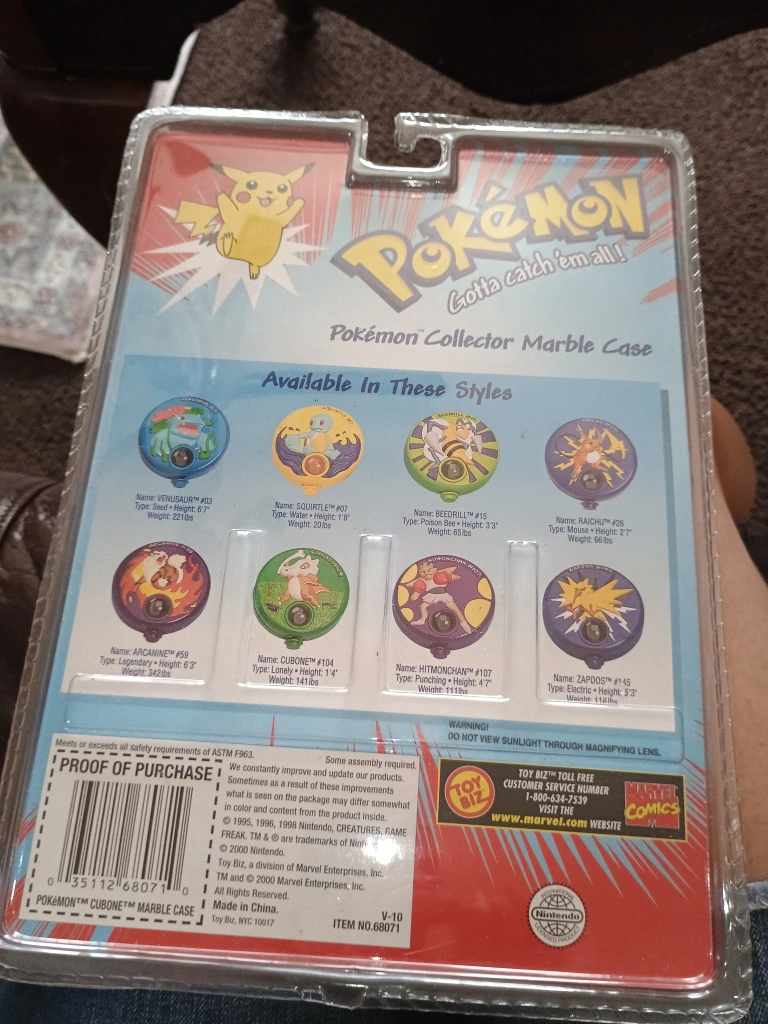 POKéMON
Gotta catch 'em all!
Pokémon™ Collector Marble Case
Available In These Styles
Name: VENUSAUR™ #03
Type: Seed • Height: 6'7"
Weight: 221lbs
Name: SQUIRTLE™ #07
Type: Water • Height: 1'8"
Weight: 20lbs
Name: BEEDRILL™ #15
Type: Poison Bee • Height: 3'3"
Weight: 65lbs
Name: RAICHU™ #26
Type: Mouse • Height: 2'7"
Weight: 66lbs
Name: ARCANINE™ #59
Type: Legendary • Height: 6'3"
Weight: 342lbs
Name: CUBONE™ #104
Type: Lonely • Height: 1'4"
Weight: 141lbs
Name: HITMONCHAN™ #107
Type: Punching • Height: 4'7"
Weight: 111lbs
Name: ZAPDOS™ #145
Type: Electric • Height: 5'3"
Weight: 116lbs
WARNING!
DO NOT VIEW SUNLIGHT THROUGH MAGNIFYING LENS.
Meets or exceeds all safety requirements of ASTM F963.
Some assembly required.
PROOF OF PURCHASE
0 35112 68071 0
POKéMON™ CUBONE™ MARBLE CASE
We constantly improve and update our products.
Sometimes as a result of these improvements
what is seen on the package may differ somewhat
in color and content from the product inside.
© 1995, 1996, 1998 Nintendo, CREATURES, GAME
FREAK. TM & ® are trademarks of
© 2000 Nintendo.
Toy Biz, a division of Marvel Enterprises, Inc.
TM and © 2000 Marvel Enterprises, Inc.
All Rights Reserved.
Made in China.
Toy Biz, NYC 10017
V-10
ITEM NO.68071
TOY BIZ
TOY BIZ™ TOLL FREE
CUSTOMER SERVICE NUMBER
1-800-634-7539
VISIT THE
www.marvel.com WEBSITE
MARVEL COMICS
Nintendo